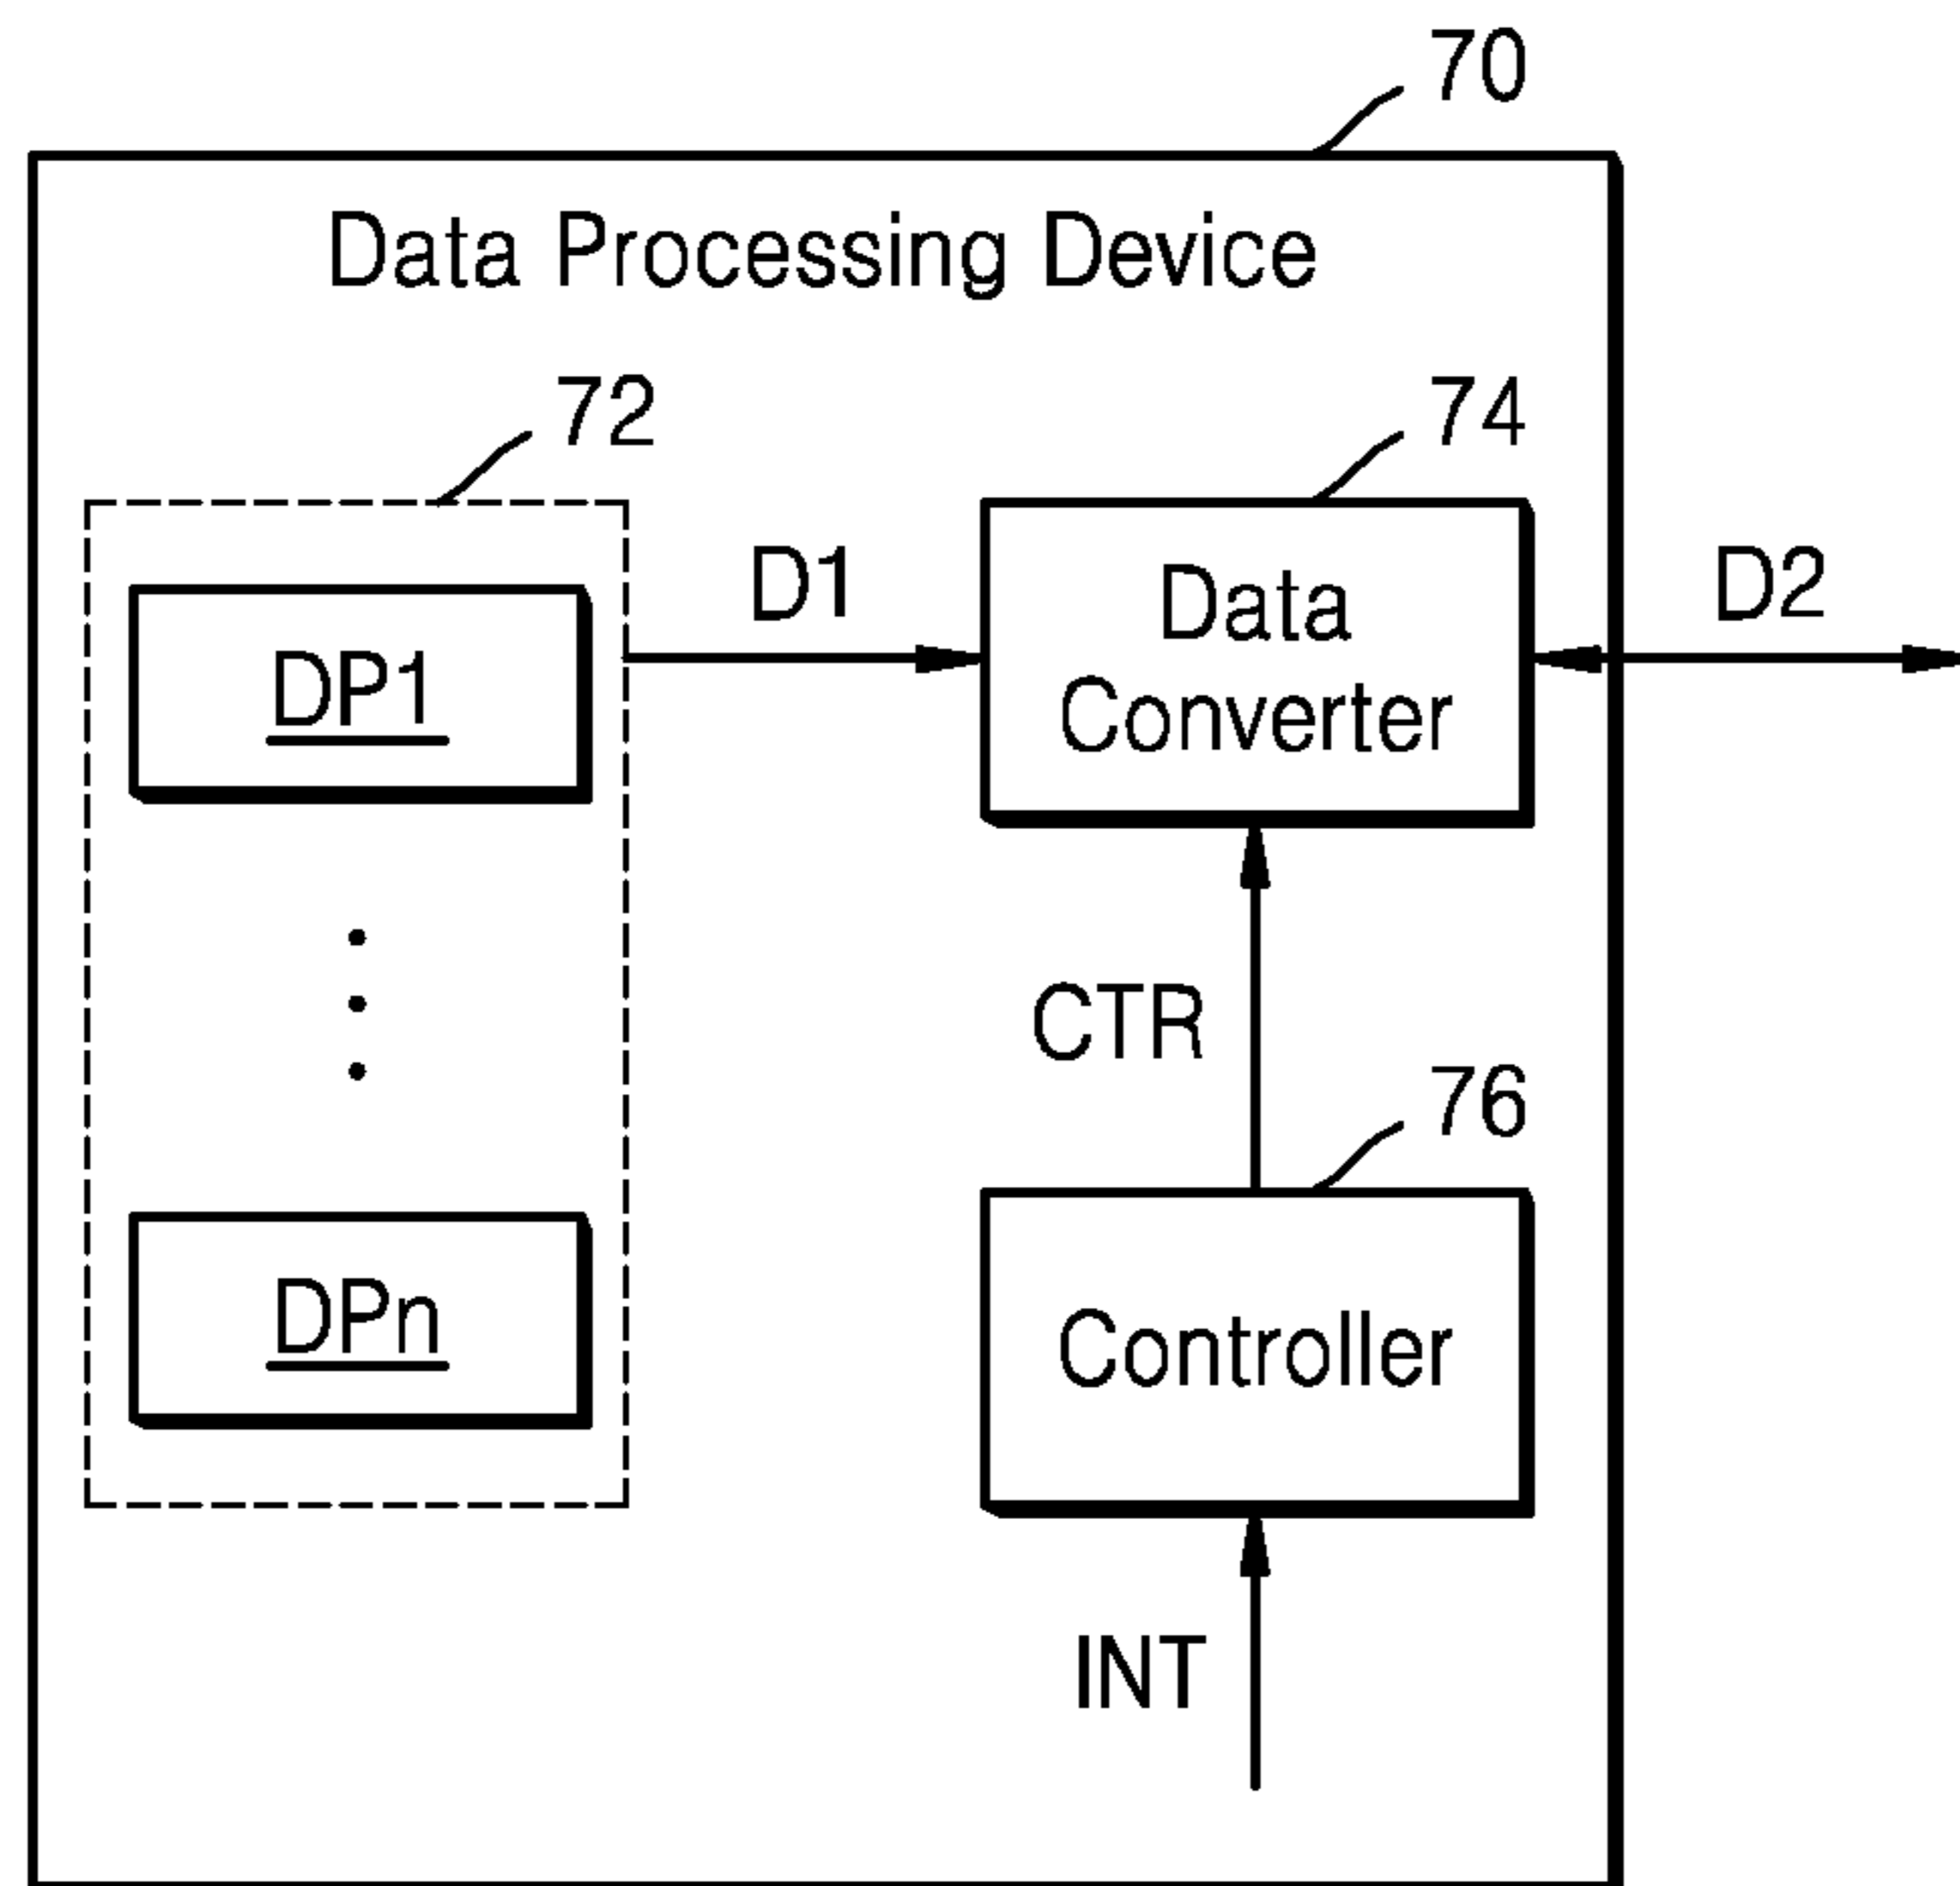 70
Data Processing Device
72
74
DP1
D1
Data
Converter
D2
CTR
76
DPn
Controller
INT